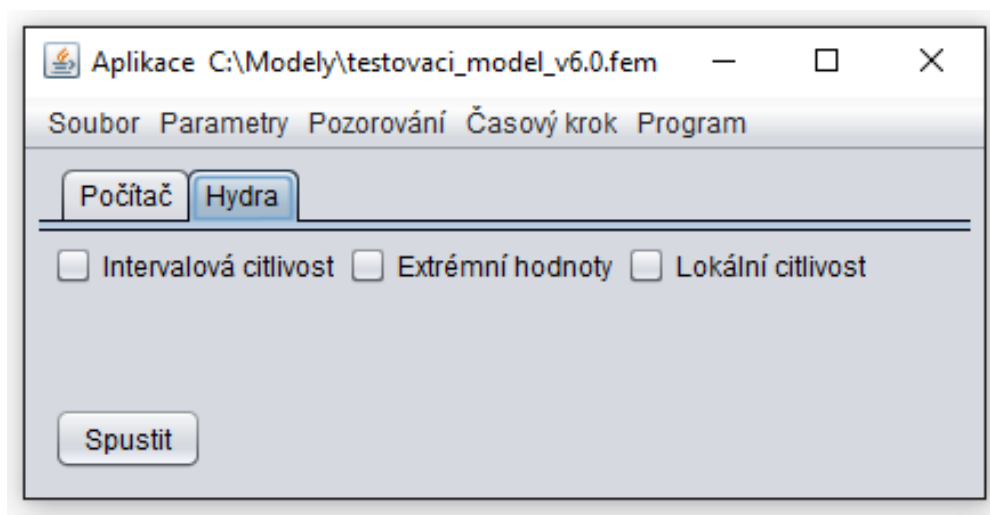 Aplikace C:\Modely\testovaci_model_v6.0.fem
Soubor Parametry Pozorování Časový krok Program
Počítač Hydra
Intervalová citlivost Extrémní hodnoty Lokální citlivost
Spustit